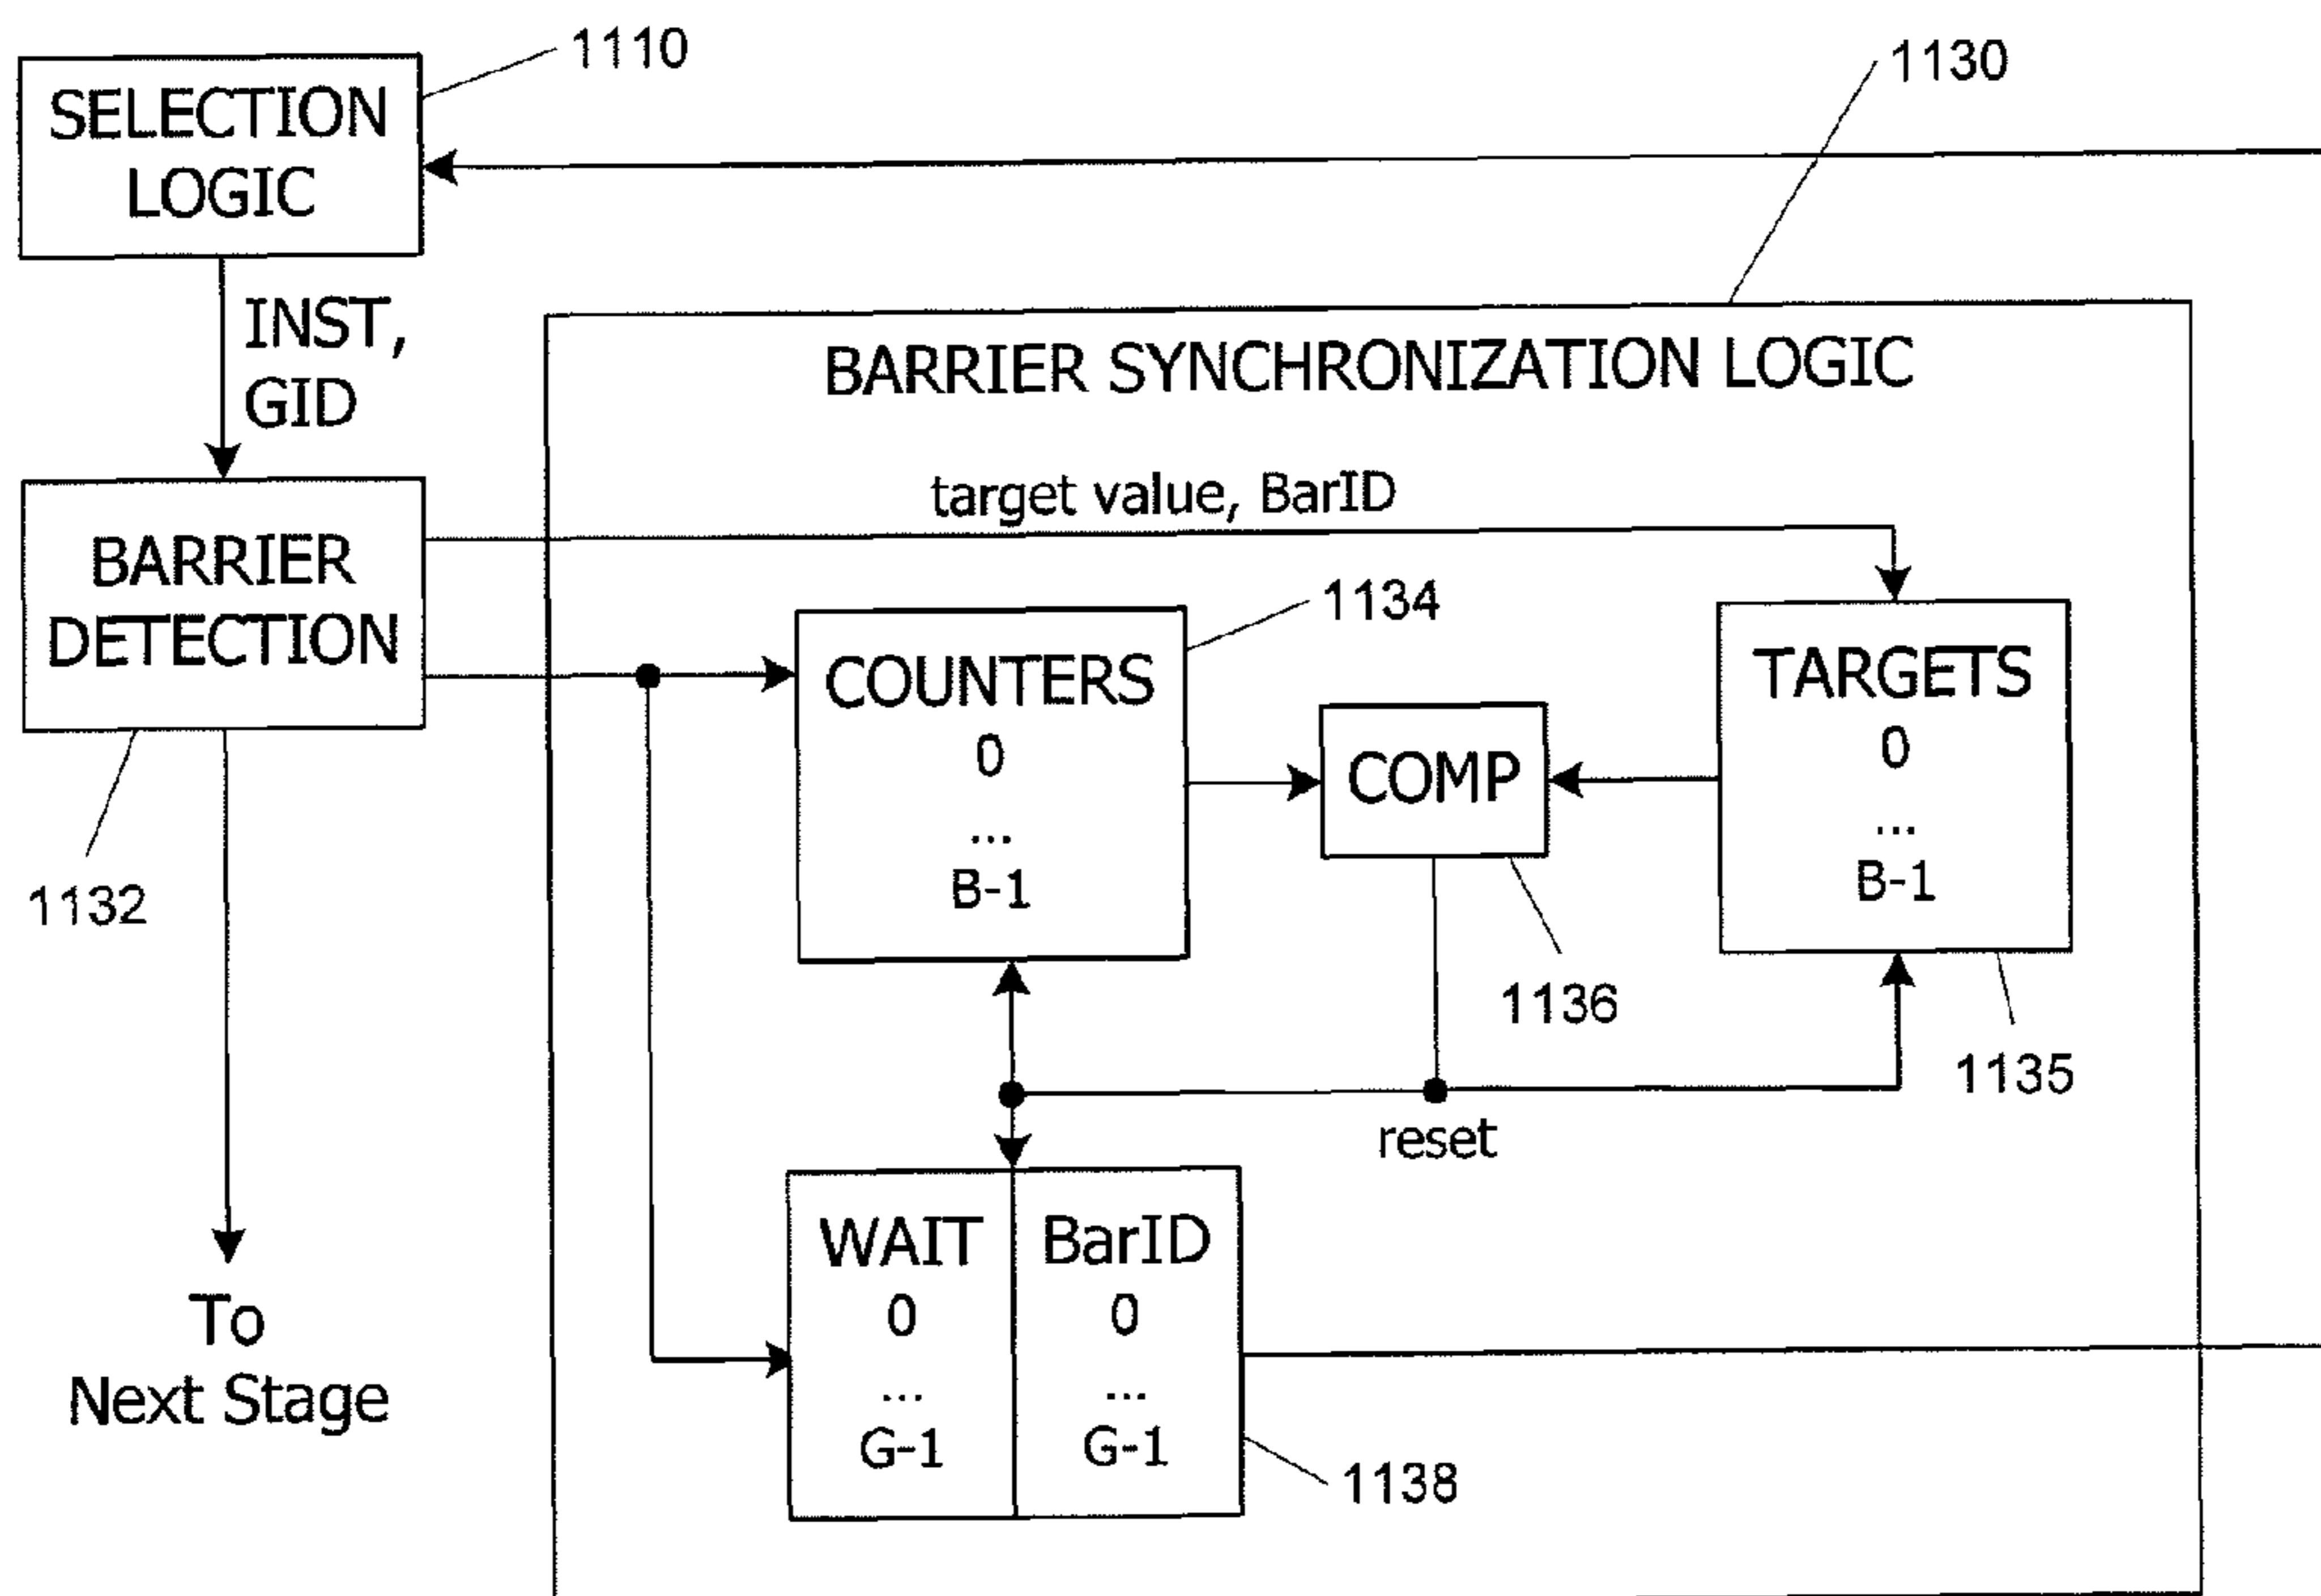 1110
1130
SELECTION
LOGIC
INST,
GID
BARRIER SYNCHRONIZATION LOGIC
target value, BarID
BARRIER
DETECTION
1132
1134
COUNTERS
0
...
B-1
COMP
1136
TARGETS
0
...
B-1
1135
reset
WAIT
0
...
G-1
BarID
0
...
G-1
1138
To
Next Stage